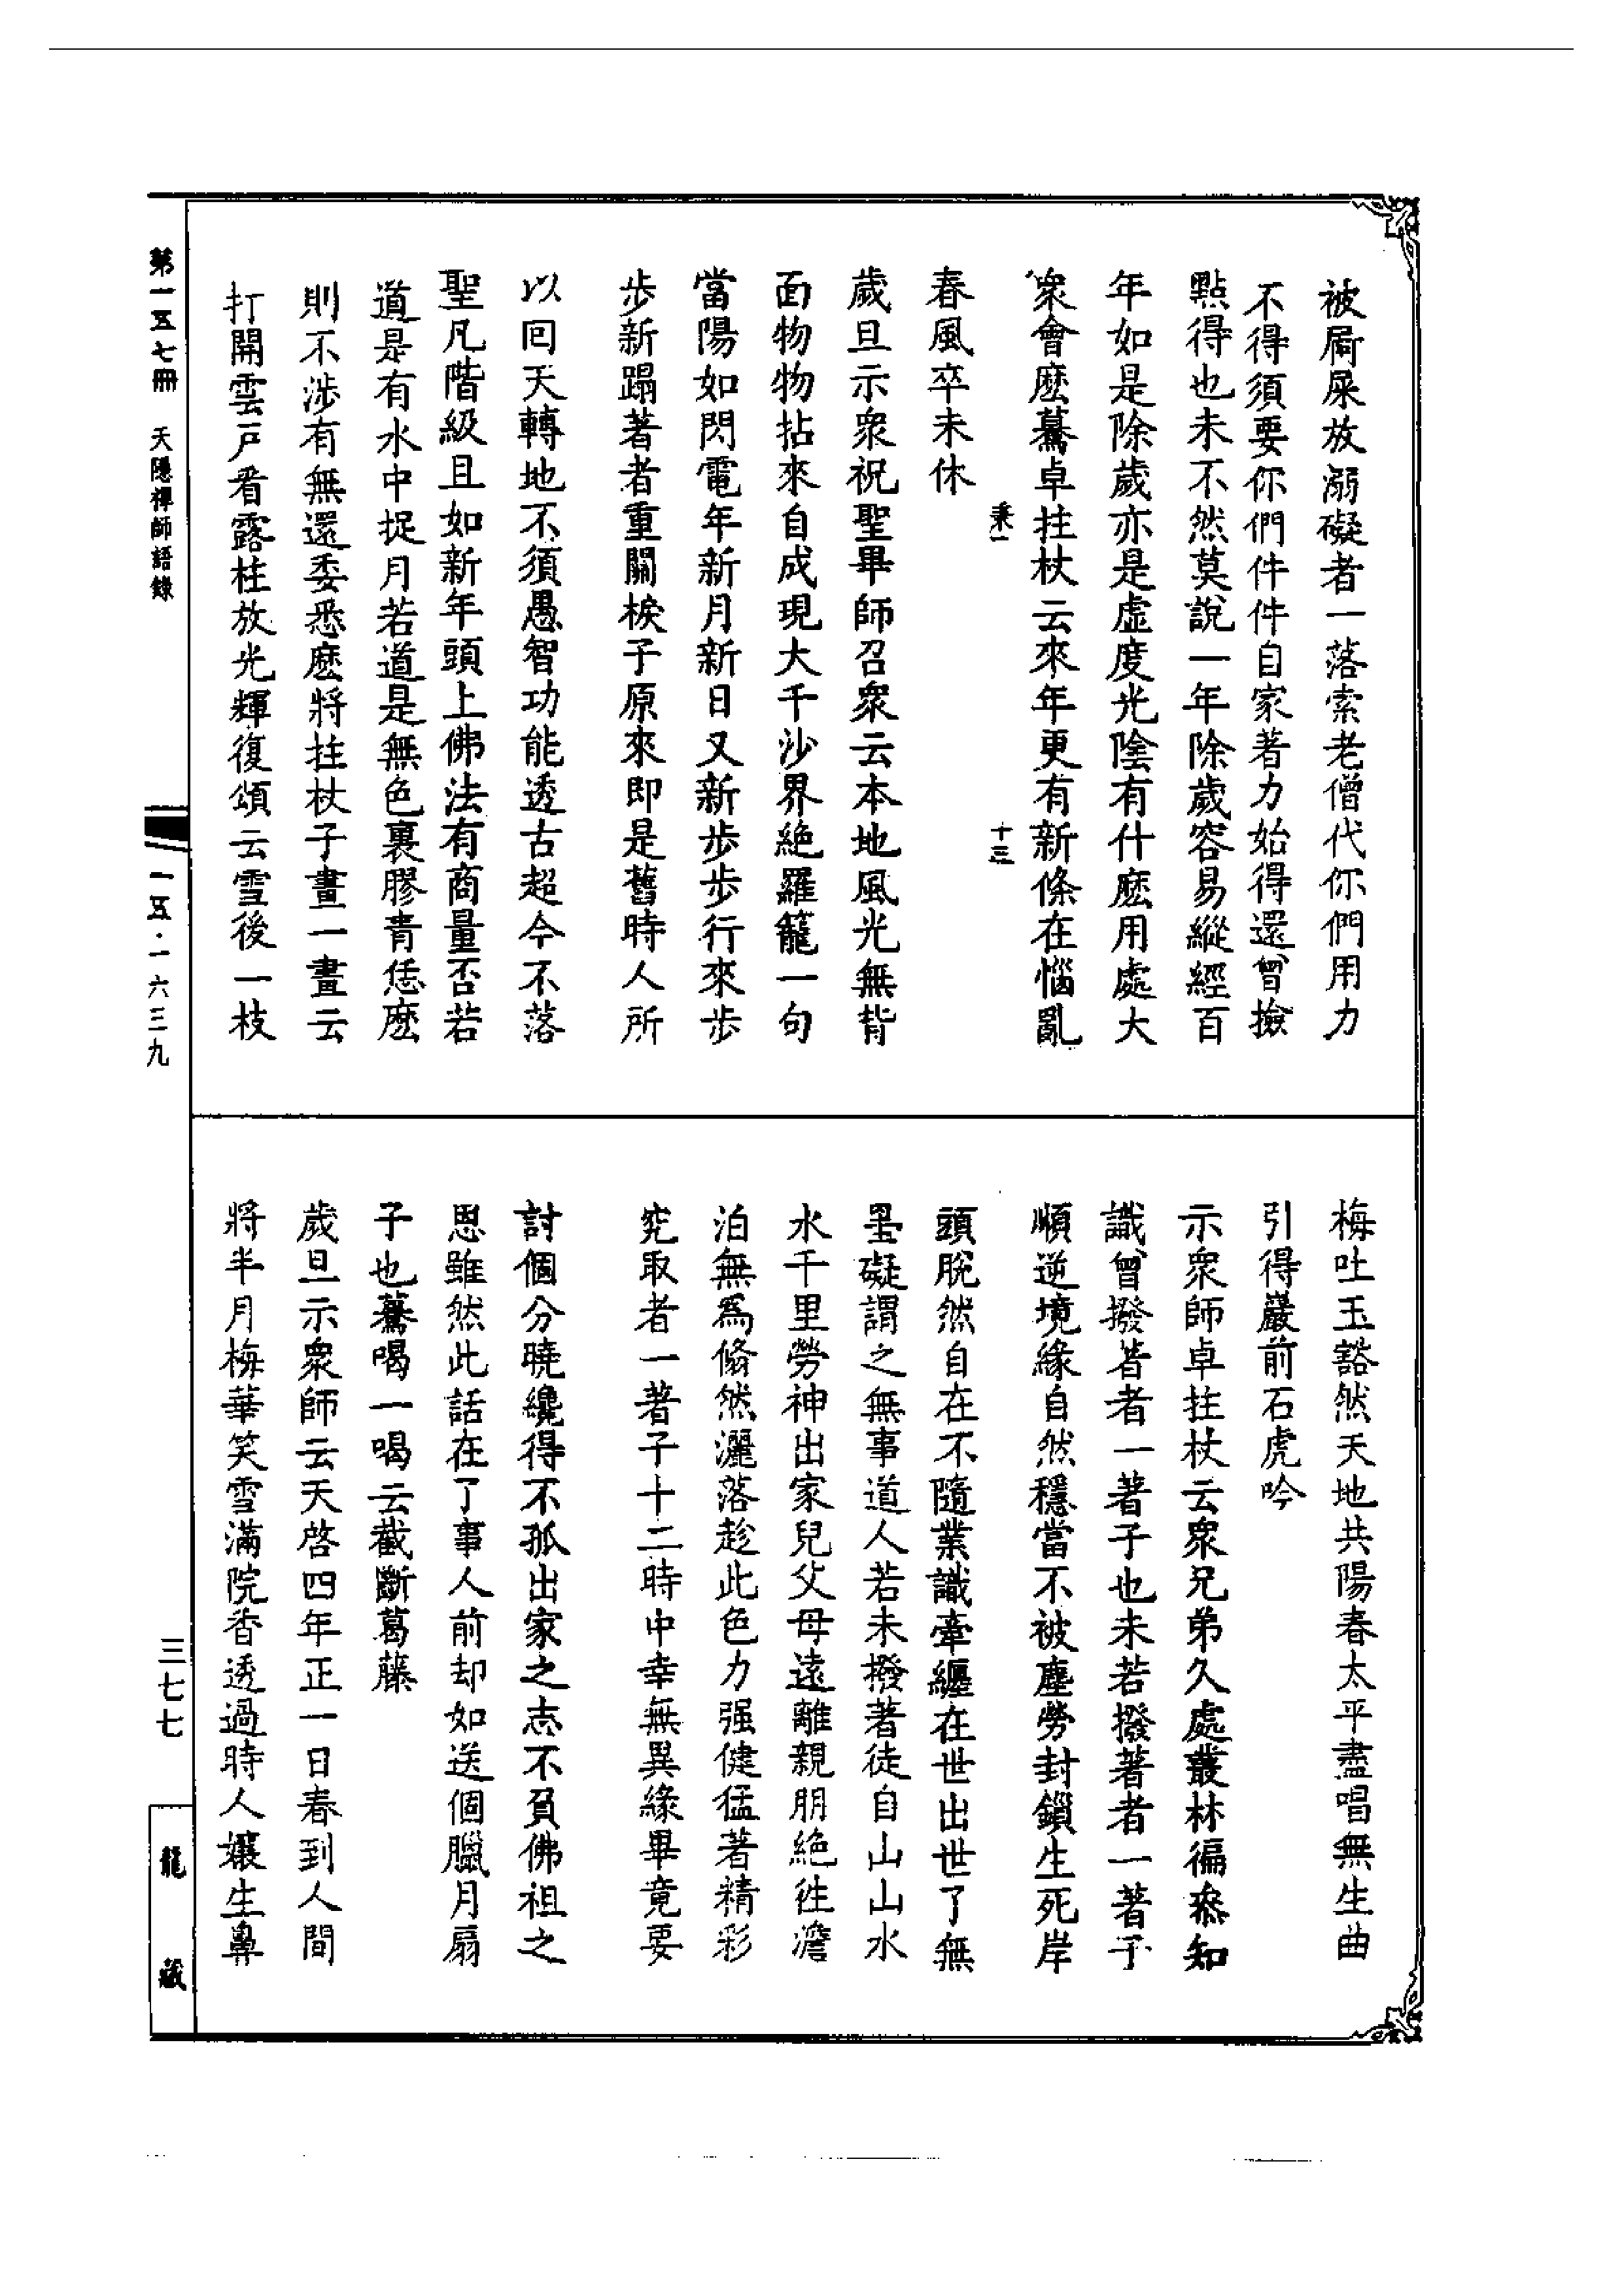 被屙屎放溺礙者一落索老僧代你們用力
不得須要你們件件自家著力始得還曾撿
點得也未不然莫說一年除歲容易縱經百
年如是除歲亦是虛度光陰有什麽用處大
衆會麽驀卓拄杖云來年更有新條在惱亂
秉一 十三
春風卒未休
歲旦示衆祝聖畢師召衆云本地風光無背
面物物拈來自成現大千沙界絶羅籠一句
當陽如閃電年新月新日又新步步行來步
步新蹋著者重關棙子原來即是舊時人所
以回天轉地不須愚智功能透古超今不落
聖凡階級且如新年頭上佛法有商量否若
道是有水中捉月若道是無色裏膠青恁麽
則不涉有無還委悉麽將拄杖子畫一畫云
打開雲戸看露柱放光輝復頌云雪後一枝
梅吐玉豁然天地共陽春太平盡唱無生曲
引得巖前石虎吟
示衆師卓拄杖云衆兄弟久處叢林徧叅知
識曾撥著者一著子也未若撥著者一著子
順逆境緣自然穩當不被塵勞封鎖生死岸
頭脫然自在不隨業識牽纏在世出世了無
罣礙謂之無事道人若未撥著徒自山山水
水千里勞神出家兒父母遠離親朋絶徃澹
泊無爲翛然灑落趁此色力强健猛著精彩
究取者一著子十二時中幸無異緣畢竟要
討個分曉纔得不孤出家之志不負佛祖之
恩雖然此話在了事人前却如送個臘月扇
子也驀喝一喝云截斷葛藤
歲旦示衆師云天啓四年正一日春到人間
將半月梅華笑雪滿院香透過時人孃生鼻
第一五七冊 天隱禪師語錄
一五·一六三九
三七七
龍藏